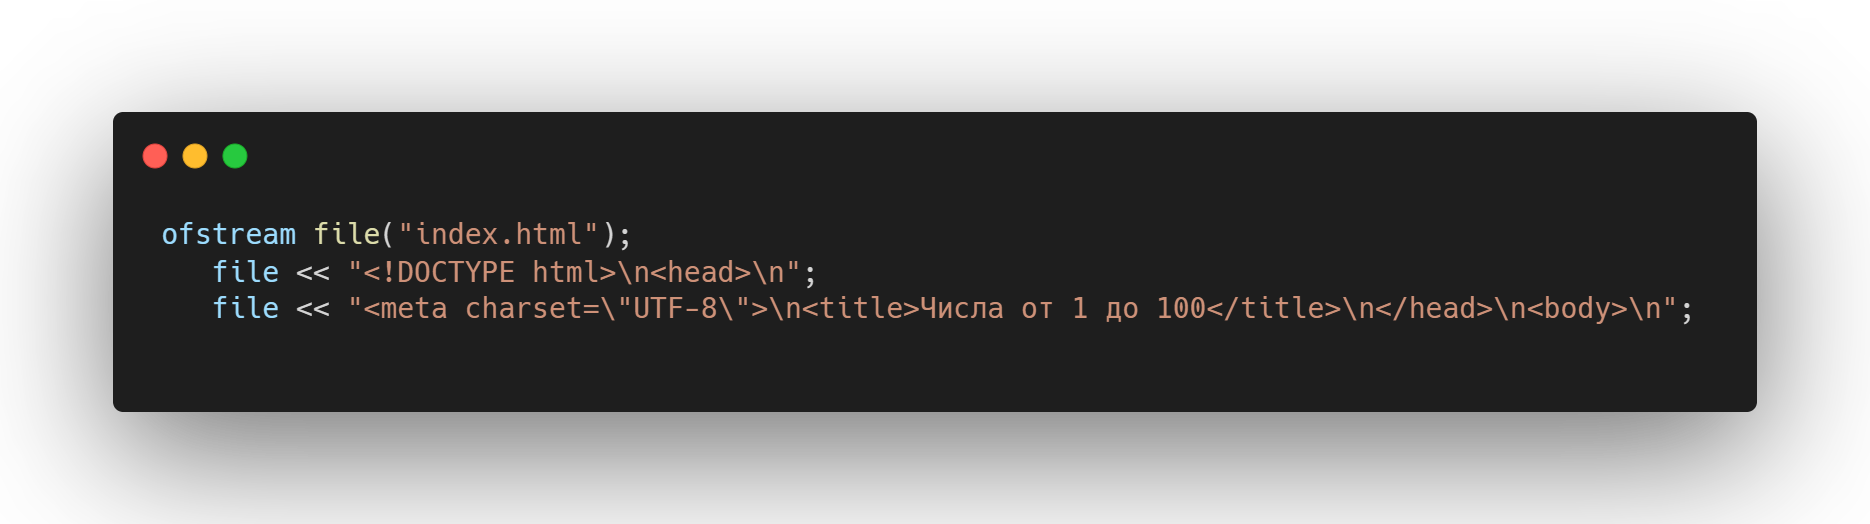 ofstream file("index.html");
file << "<!DOCTYPE html>\n<head>\n";
file << "<meta charset=\"UTF-8\">\n<title>Числа от 1 до 100</title>\n</head>\n<body>\n";